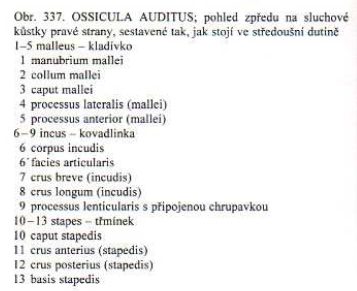 Obr. 337. OSSICULA AUDITUS; pohled zpředu na sluchové
kůstky pravé strany, sestavené tak, jak stojí ve středoušní dutině
1–5 malleus – kladívko
1 manubrium mallei
2 collum mallei
3 caput mallei
4 processus lateralis (mallei)
5 processus anterior (mallei)
6–9 incus – kovadlinka
6 corpus incudis
6' facies articularis
7 crus breve (incudis)
8 crus longum (incudis)
9 processus lenticularis s připojenou chrupavkou
10–13 stapes – třmínek
10 caput stapedis
11 crus anterius (stapedis)
12 crus posterius (stapedis)
13 basis stapedis